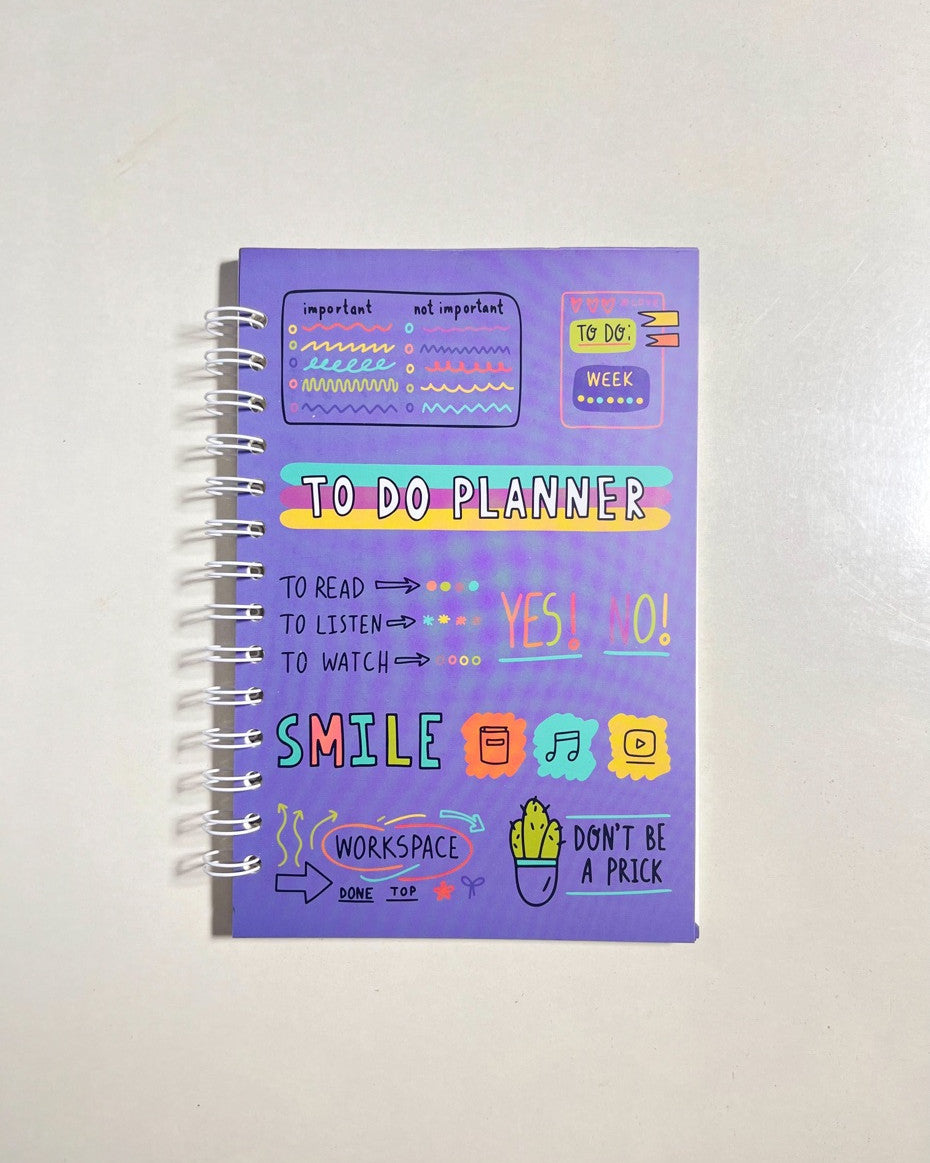 important not important
#LOVE
TO DO:
WEEK
TO DO PLANNER
TO READ
TO LISTEN
TO WATCH
YES! NO!
SMILE
WORKSPACE
DONE TOP
DON'T BE
A PRICK